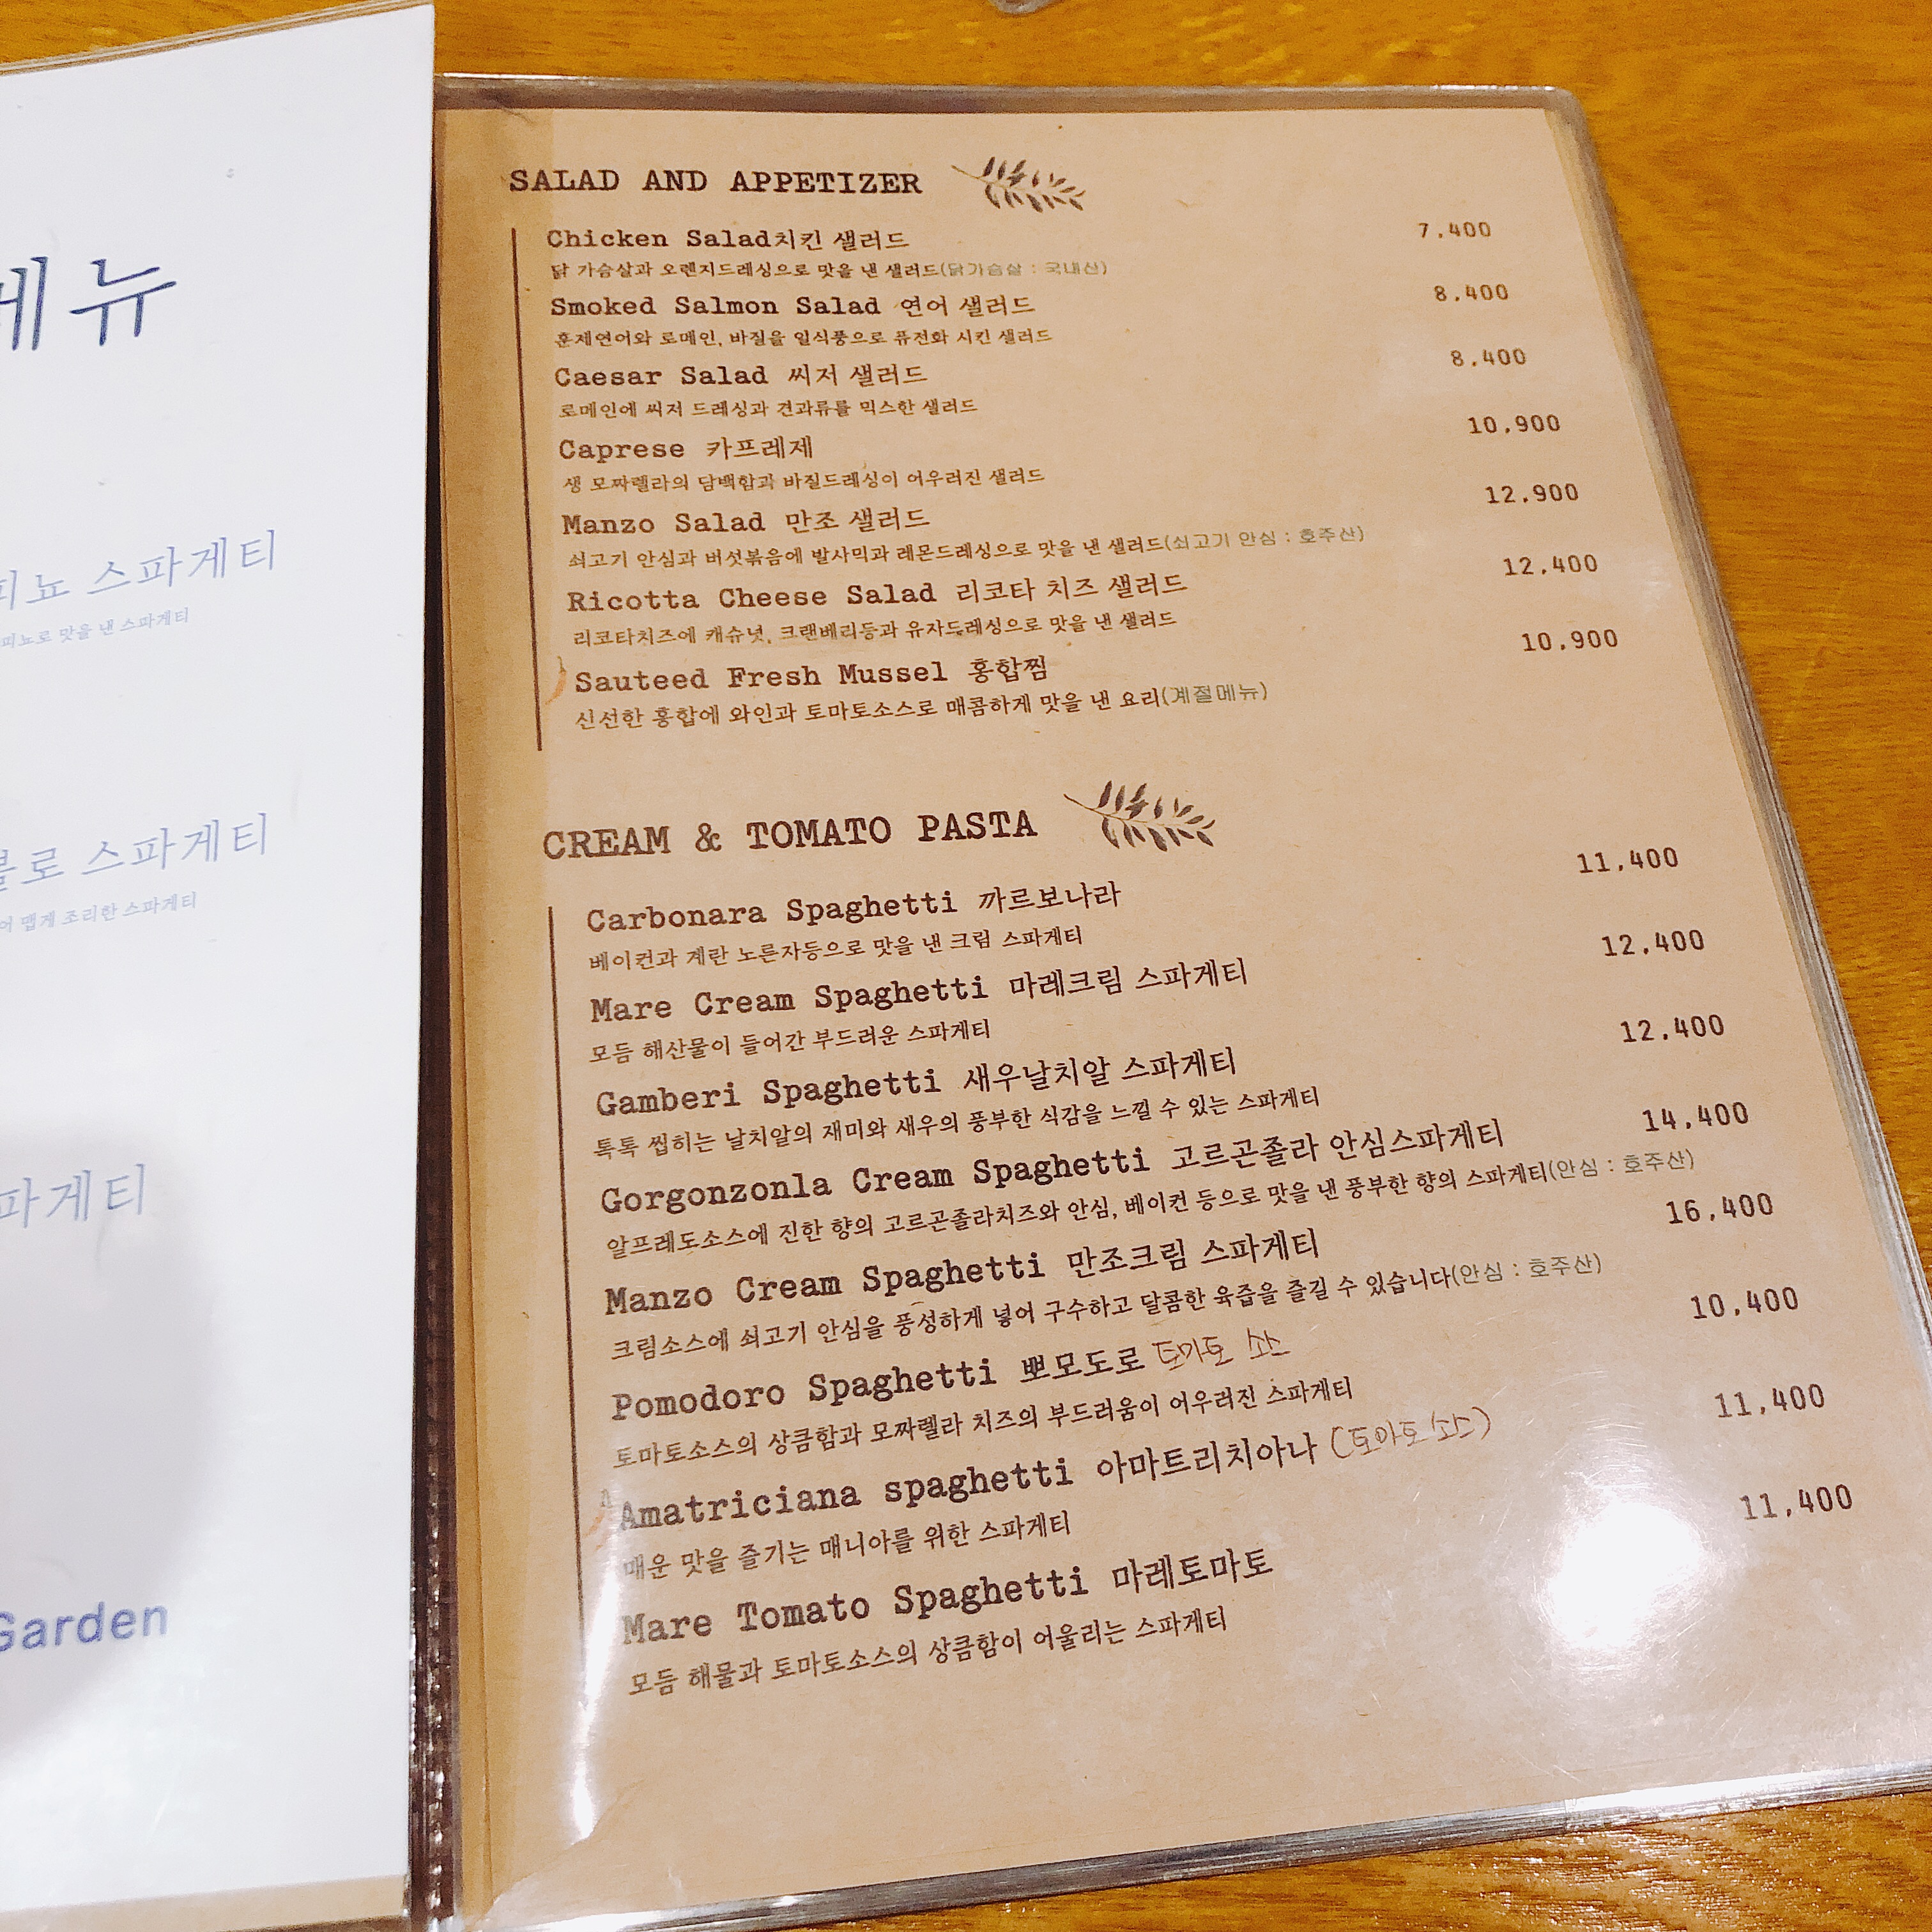 메뉴
피뇨 스파게티
피뇨로 맛을 낸 스파게티
블로 스파게티
어 맵게 조리한 스파게티
파게티
Garden
SALAD AND APPETIZER
Chicken Salad치킨 샐러드 7,400
닭 가슴살과 오렌지드레싱으로 맛을 낸 샐러드(닭가슴살 : 국내산)
Smoked Salmon Salad 연어 샐러드 8,400
훈제연어와 로메인, 바질을 일식풍으로 퓨전화 시킨 샐러드
Caesar Salad 씨저 샐러드 8,400
로메인에 씨저 드레싱과 견과류를 믹스한 샐러드
Caprese 카프레제 10,900
생 모짜렐라의 담백함과 바질드레싱이 어우러진 샐러드
Manzo Salad 만조 샐러드 12,900
쇠고기 안심과 버섯볶음에 발사믹과 레몬드레싱으로 맛을 낸 샐러드(쇠고기 안심 : 호주산)
Ricotta Cheese Salad 리코타 치즈 샐러드 12,400
리코타치즈에 캐슈넛, 크랜베리등과 유자드레싱으로 맛을 낸 샐러드
Sauteed Fresh Mussel 홍합찜 10,900
신선한 홍합에 와인과 토마토소스로 매콤하게 맛을 낸 요리(계절메뉴)
CREAM & TOMATO PASTA
Carbonara Spaghetti 까르보나라 11,400
베이컨과 계란 노른자등으로 맛을 낸 크림 스파게티
Mare Cream Spaghetti 마레크림 스파게티 12,400
모듬 해산물이 들어간 부드러운 스파게티
Gamberi Spaghetti 새우날치알 스파게티 12,400
톡톡 씹히는 날치알의 재미와 새우의 풍부한 식감을 느낄 수 있는 스파게티
Gorgonzonla Cream Spaghetti 고르곤졸라 안심스파게티 14,400
알프레도소스에 진한 향의 고르곤졸라치즈와 안심, 베이컨 등으로 맛을 낸 풍부한 향의 스파게티(안심 : 호주산)
Manzo Cream Spaghetti 만조크림 스파게티 16,400
크림소스에 쇠고기 안심을 풍성하게 넣어 구수하고 달콤한 육즙을 즐길 수 있습니다(안심 : 호주산)
Pomodoro Spaghetti 뽀모도로 토마토 소스 10,400
토마토소스의 상큼함과 모짜렐라 치즈의 부드러움이 어우러진 스파게티
Amatriciana spaghetti 아마트리치아나 (토마토 소스) 11,400
매운 맛을 즐기는 매니아를 위한 스파게티
Mare Tomato Spaghetti 마레토마토 11,400
모듬 해물과 토마토소스의 상큼함이 어울리는 스파게티